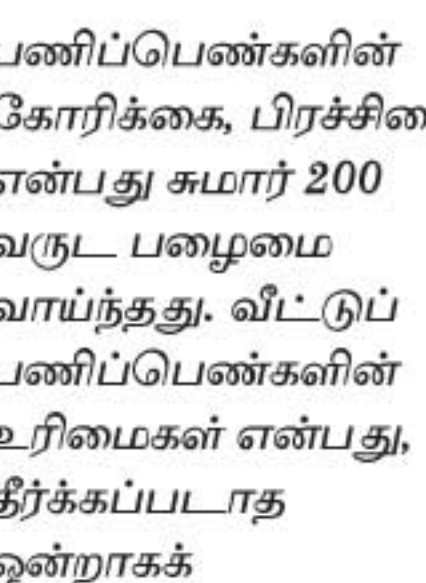 பணிப்பெண்களின்
கோரிக்கை, பிரச்சினை
என்பது சுமார் 200
வருட பழைமை
வாய்ந்தது. வீட்டுப்
பணிப்பெண்களின்
உரிமைகள் என்பது,
தீர்க்கப்படாத
ஒன்றாகக்